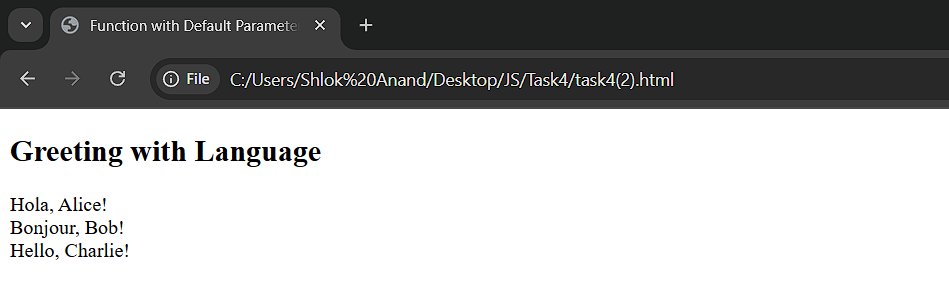 Function with Default Paramete
File C:/Users/Shlok%20Anand/Desktop/JS/Task4/task4(2).html
Greeting with Language
Hola, Alice!
Bonjour, Bob!
Hello, Charlie!